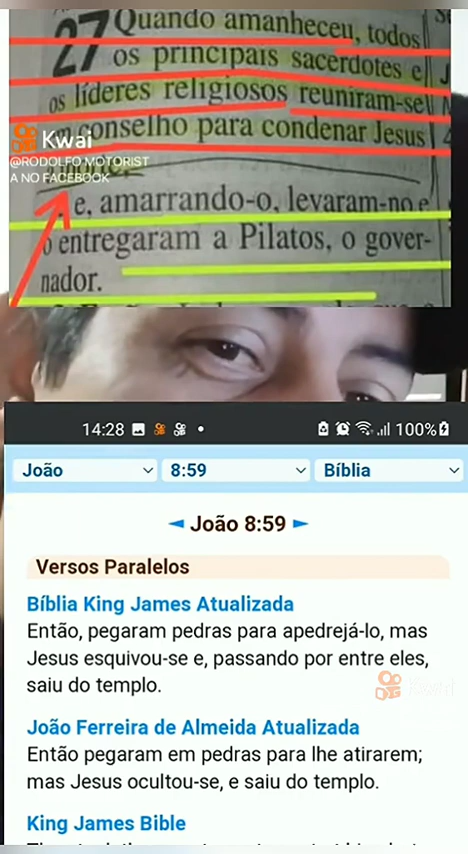 27 Quando amanheceu, todos
os principais sacerdotes e
os líderes religiosos reuniram-se
conselho para condenar Jesus
Kwai
@RODOLFO MOTORIST
A NO FACEBOOK
e, amarrando-o, levaram-no e
o entregaram a Pilatos, o gover-
nador.
14:28 100%
João 8:59 Bíblia
◄ João 8:59 ►
Versos Paralelos
Bíblia King James Atualizada
Então, pegaram pedras para apedrejá-lo, mas
Jesus esquivou-se e, passando por entre eles,
saiu do templo.
Kwai
João Ferreira de Almeida Atualizada
Então pegaram em pedras para lhe atirarem;
mas Jesus ocultou-se, e saiu do templo.
King James Bible